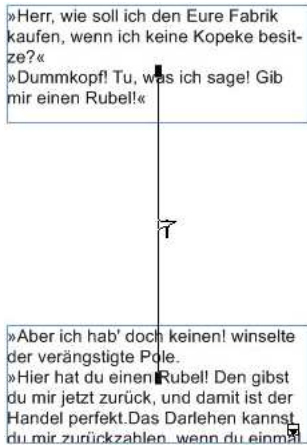 »Herr, wie soll ich den Eure Fabrik
kaufen, wenn ich keine Kopeke besit-
ze?«
»Dummkopf! Tu, was ich sage! Gib
mir einen Rubel!«
»Aber ich hab' doch keinen! winselte
der verängstigte Pole.
»Hier hat du einen Rubel! Den gibst
du mir jetzt zurück, und damit ist der
Handel perfekt.Das Darlehen kannst
du mir zurückzahlen, wenn du einmal